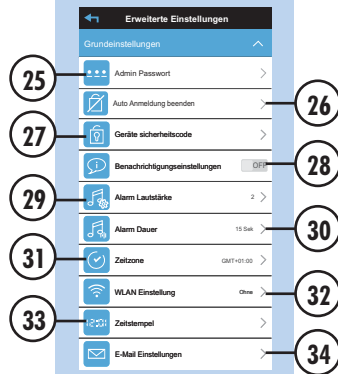 Erweiterte Einstellungen
Grundeinstellungen
25 Admin Passwort
Auto Anmeldung beenden 26
27 Geräte sicherheitscode
Benachrichtigungseinstellungen OFF 28
29 Alarm Lautstärke 2
Alarm Dauer 15 Sek 30
31 Zeitzone GMT+01:00
WLAN Einstellung Ohne 32
33 12:01 Zeitstempel
E-Mail Einstellungen 34